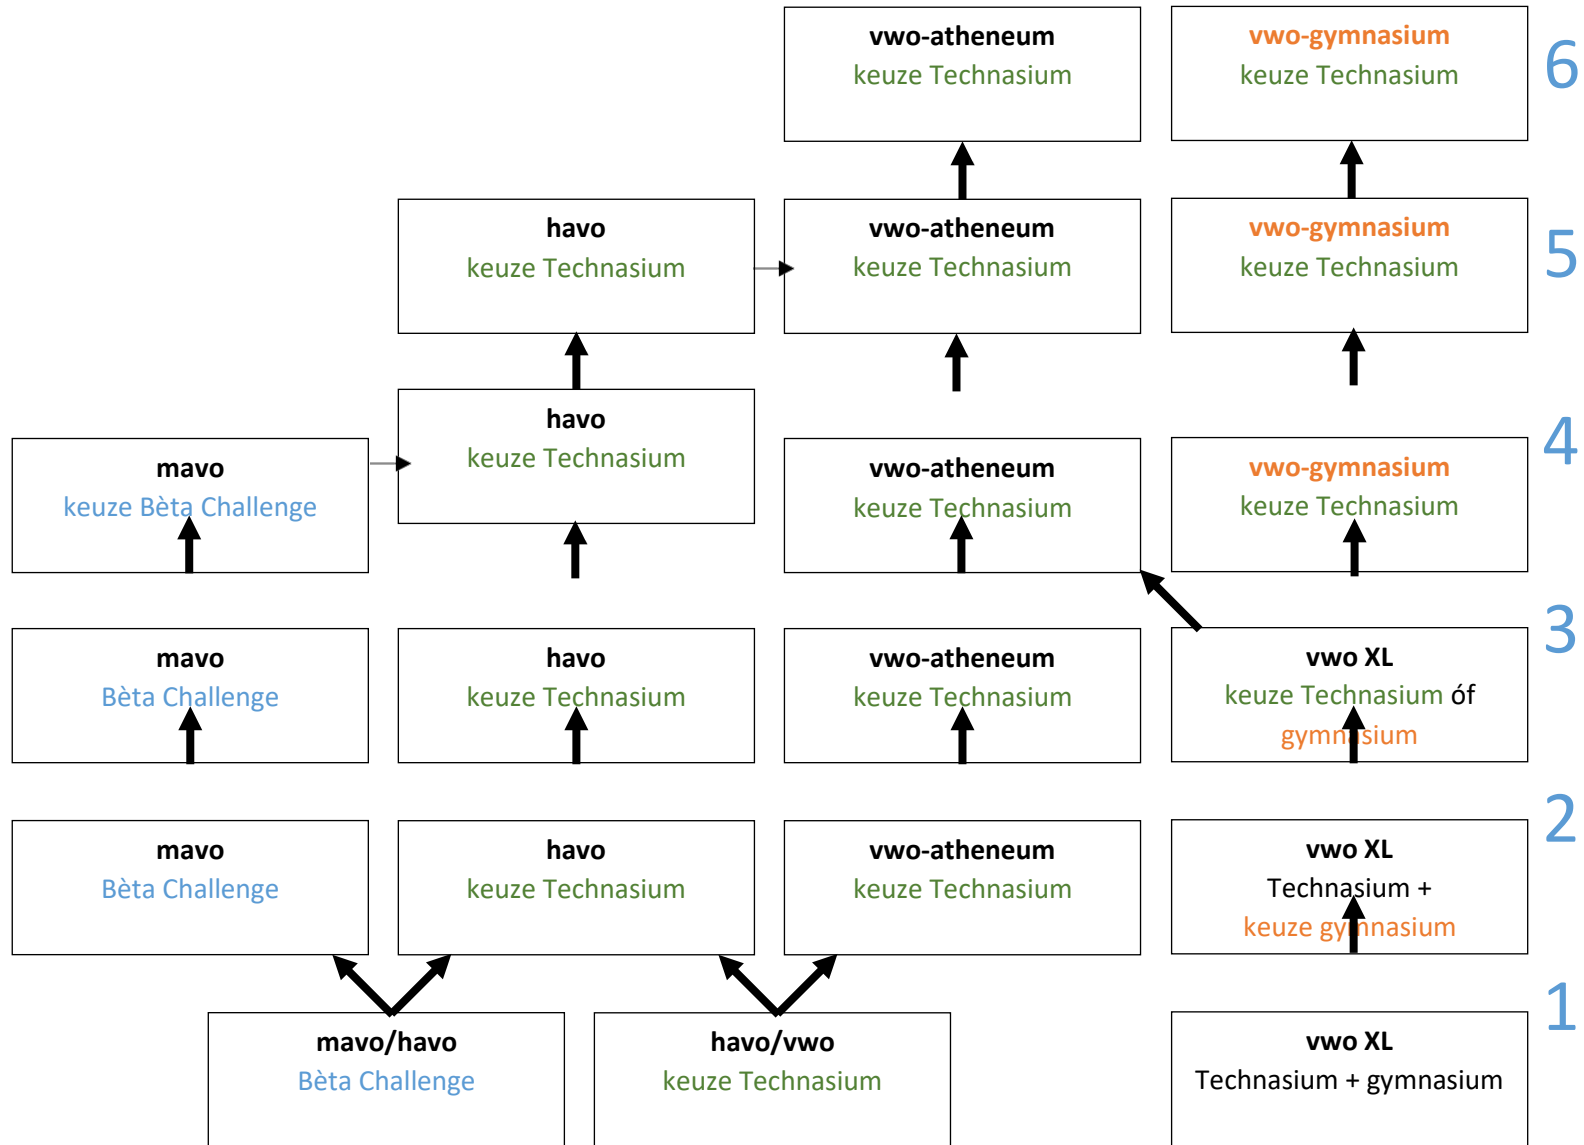 vwo-atheneum
keuze Technasium
vwo-gymnasium
keuze Technasium
6
havo
keuze Technasium
vwo-atheneum
keuze Technasium
vwo-gymnasium
keuze Technasium
5
havo
keuze Technasium
mavo
keuze Bèta Challenge
vwo-atheneum
keuze Technasium
vwo-gymnasium
keuze Technasium
4
mavo
Bèta Challenge
havo
keuze Technasium
vwo-atheneum
keuze Technasium
vwo XL
keuze Technasium óf
gymnasium
3
mavo
Bèta Challenge
havo
keuze Technasium
vwo-atheneum
keuze Technasium
vwo XL
Technasium +
keuze gymnasium
2
mavo/havo
Bèta Challenge
havo/vwo
keuze Technasium
vwo XL
Technasium + gymnasium
1